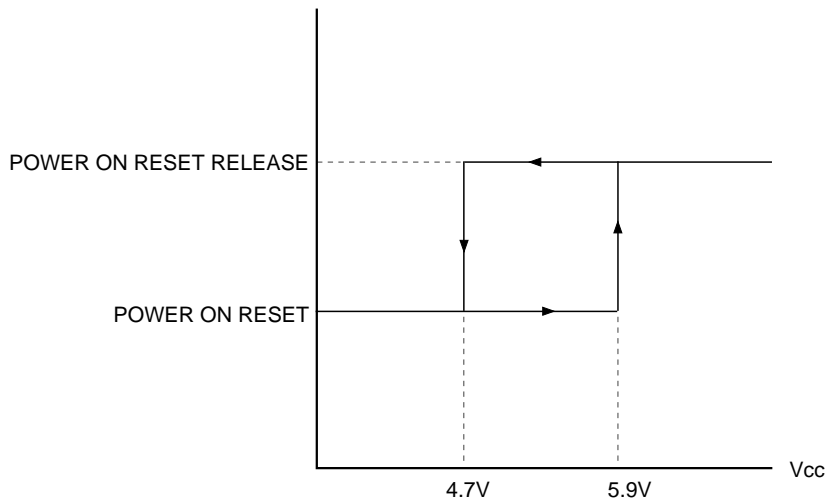 POWER ON RESET RELEASE
POWER ON RESET
Vcc
4.7V
5.9V